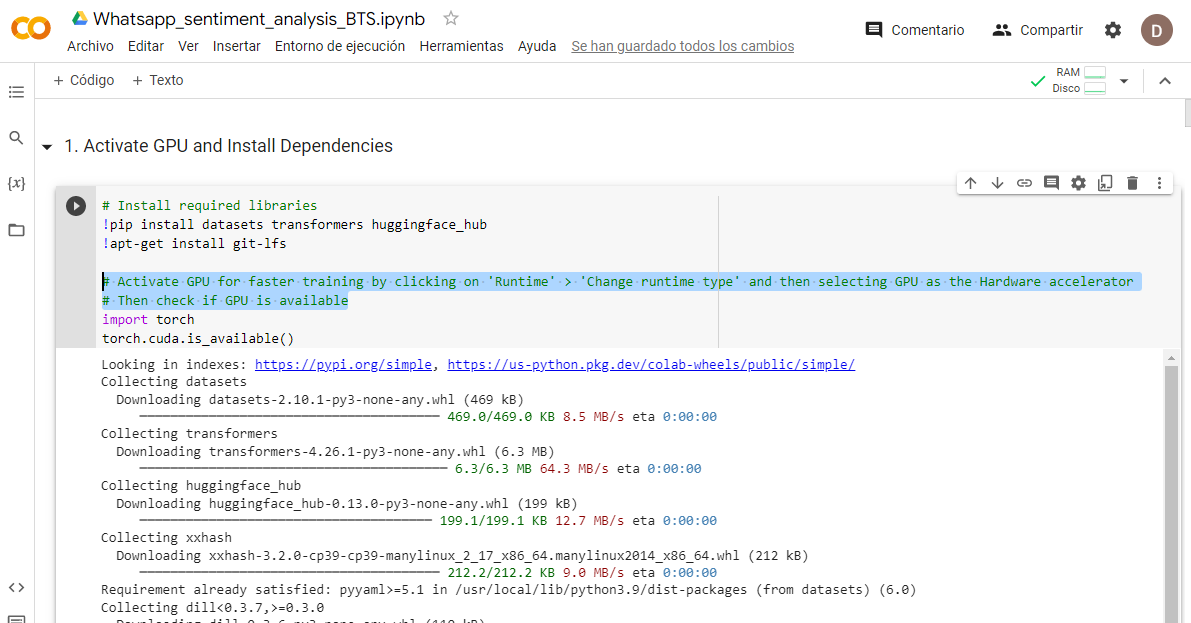 Whatsapp_sentiment_analysis_BTS.ipynb
Archivo Editar Ver Insertar Entorno de ejecución Herramientas Ayuda Se han guardado todos los cambios
Comentario Compartir D
+ Código + Texto
RAM
Disco
1. Activate GPU and Install Dependencies
{x}
# Install required libraries
!pip install datasets transformers huggingface_hub
!apt-get install git-lfs
# Activate GPU for faster training by clicking on 'Runtime' > 'Change runtime type' and then selecting GPU as the Hardware accelerator
# Then check if GPU is available
import torch
torch.cuda.is_available()
Looking in indexes: https://pypi.org/simple, https://us-python.pkg.dev/colab-wheels/public/simple/
Collecting datasets
Downloading datasets-2.10.1-py3-none-any.whl (469 kB)
469.0/469.0 KB 8.5 MB/s eta 0:00:00
Collecting transformers
Downloading transformers-4.26.1-py3-none-any.whl (6.3 MB)
6.3/6.3 MB 64.3 MB/s eta 0:00:00
Collecting huggingface_hub
Downloading huggingface_hub-0.13.0-py3-none-any.whl (199 kB)
199.1/199.1 KB 12.7 MB/s eta 0:00:00
Collecting xxhash
Downloading xxhash-3.2.0-cp39-cp39-manylinux_2_17_x86_64.manylinux2014_x86_64.whl (212 kB)
212.2/212.2 KB 9.0 MB/s eta 0:00:00
Requirement already satisfied: pyyaml>=5.1 in /usr/local/lib/python3.9/dist-packages (from datasets) (6.0)
Collecting dill<0.3.7,>=0.3.0
Downloading dill-0.3.6-py3-none-any.whl (110 kB)